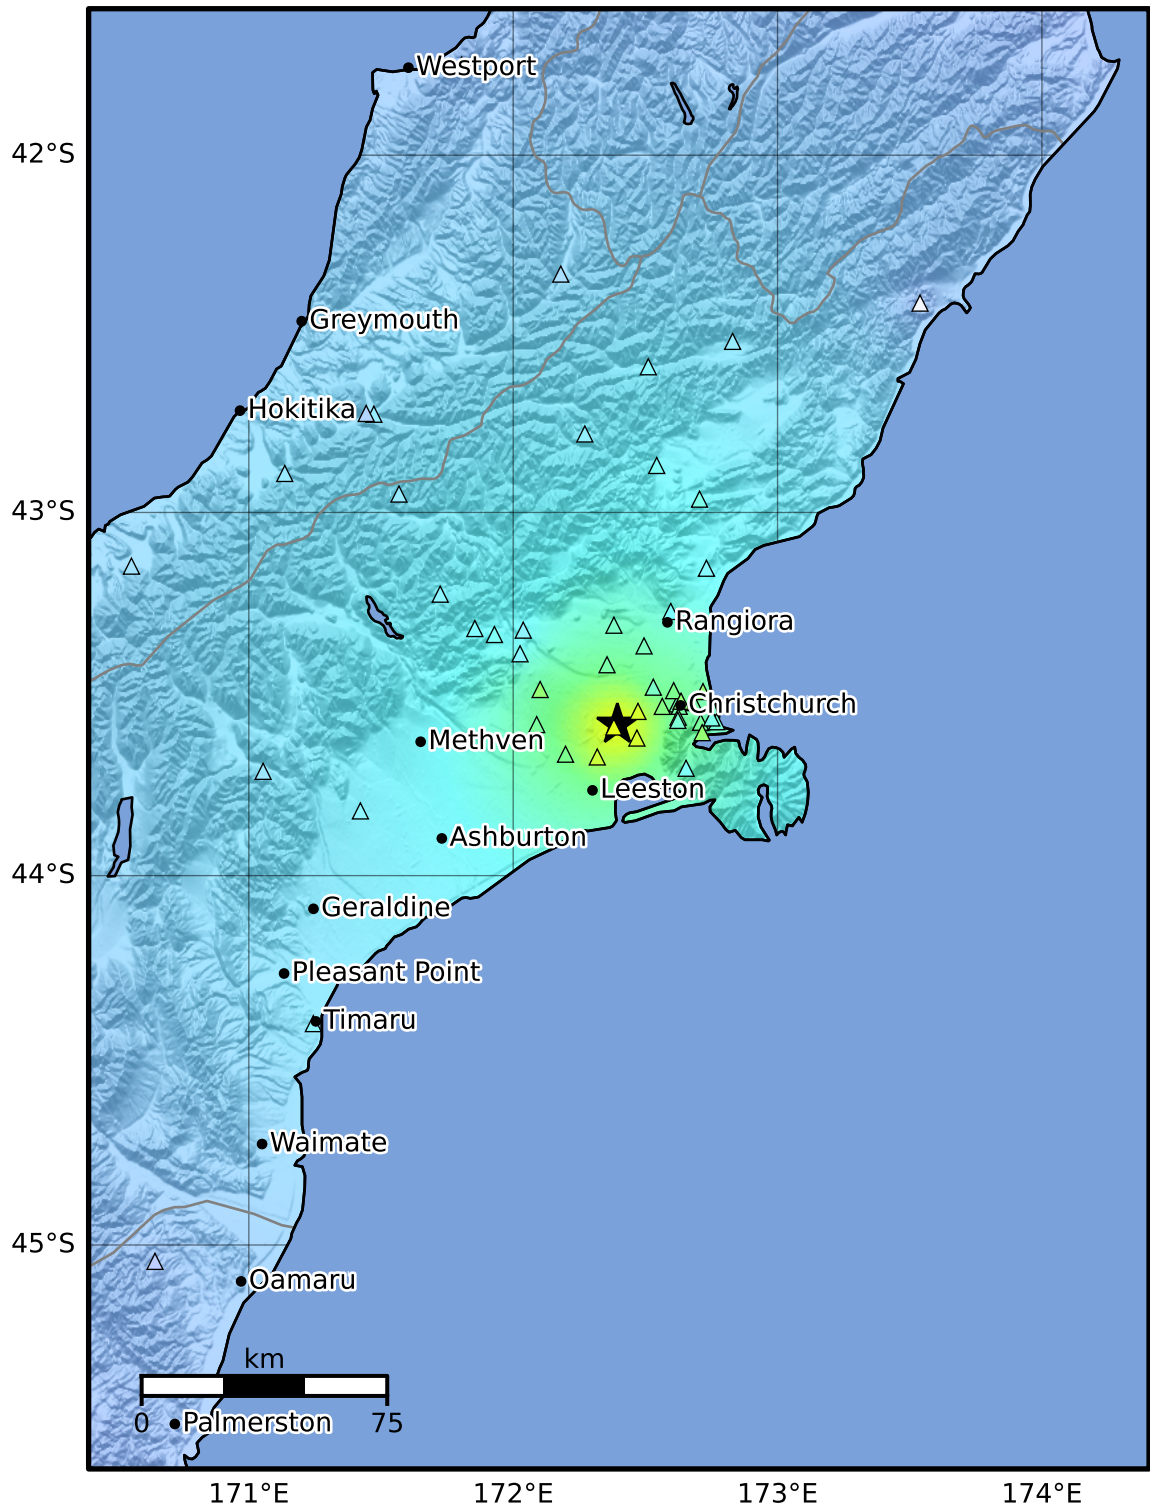 Westport
42°S
Greymouth
Hokitika
43°S
Rangiora
Christchurch
Methven
Leeston
Ashburton
44°S
Geraldine
Pleasant Point
Timaru
Waimate
45°S
Oamaru
km
0 75
Palmerston
171°E 172°E 173°E 174°E